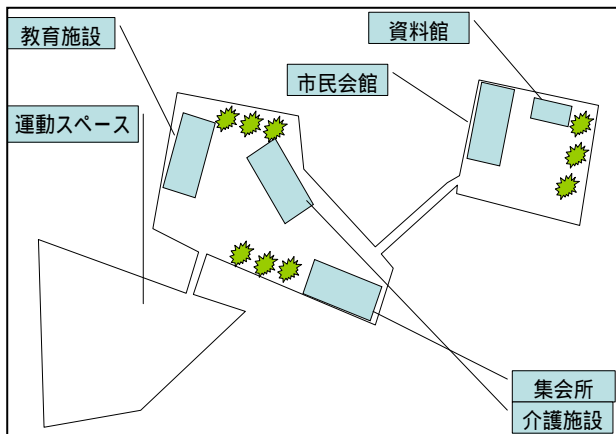 資料館
教育施設
市民会館
運動スペース
集会所
介護施設